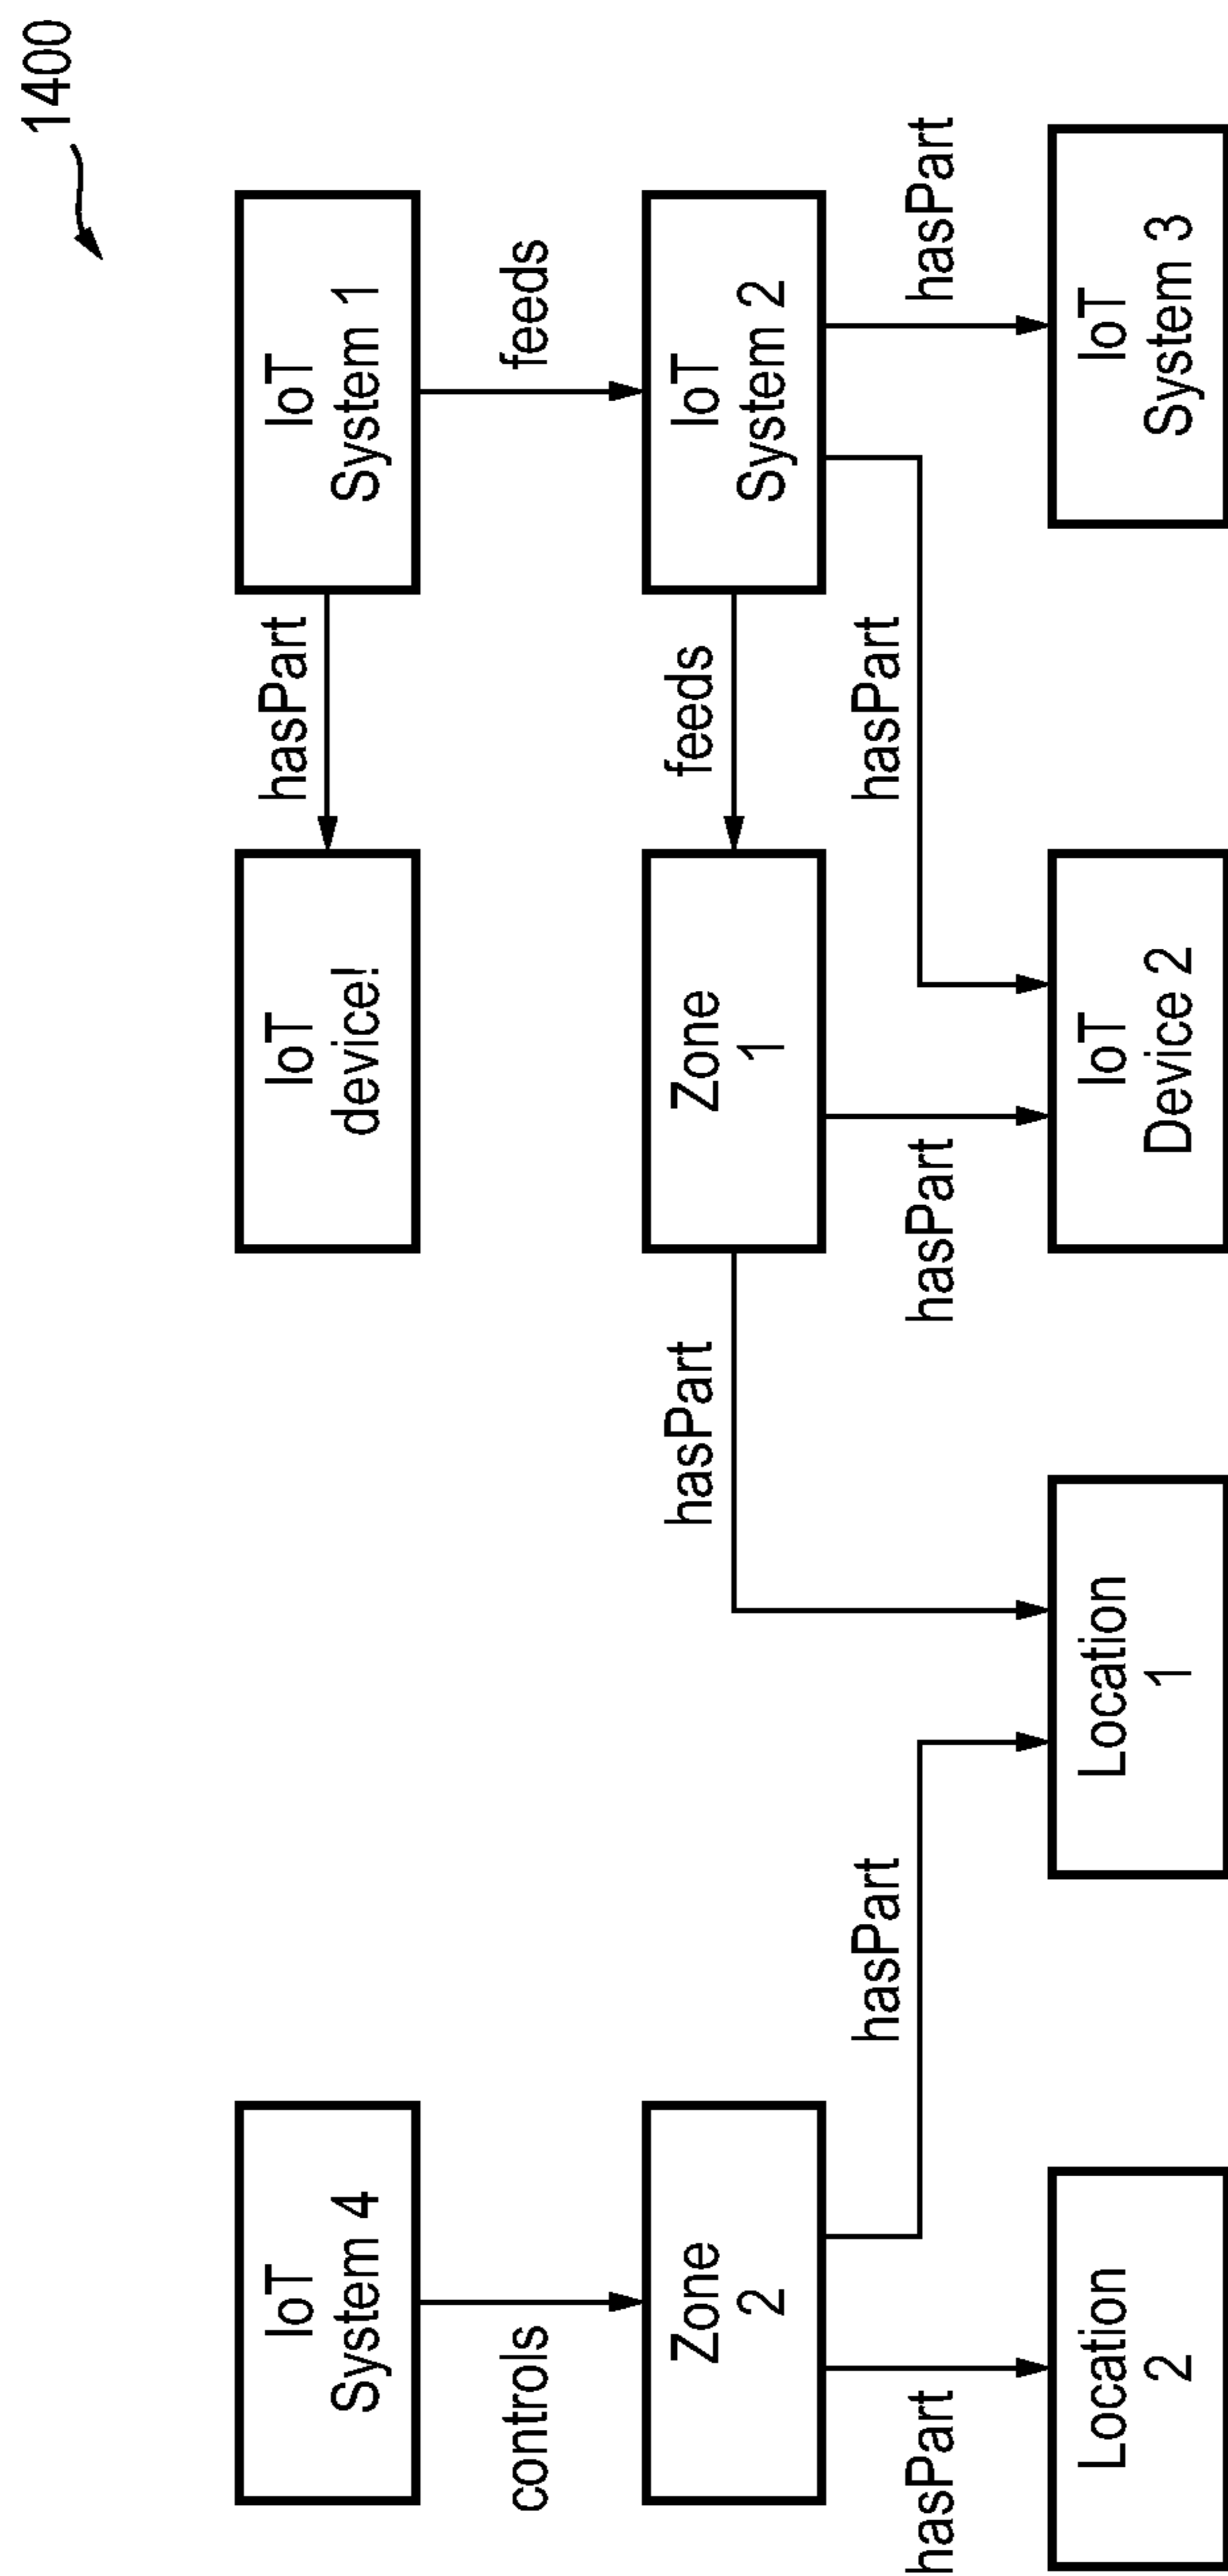 1400
IoT
System 4
IoT
device!
hasPart
IoT
System 1
controls
feeds
Zone
2
hasPart
Zone
1
feeds
IoT
System 2
hasPart
hasPart
hasPart
hasPart
hasPart
Location
2
Location
1
IoT
Device 2
IoT
System 3